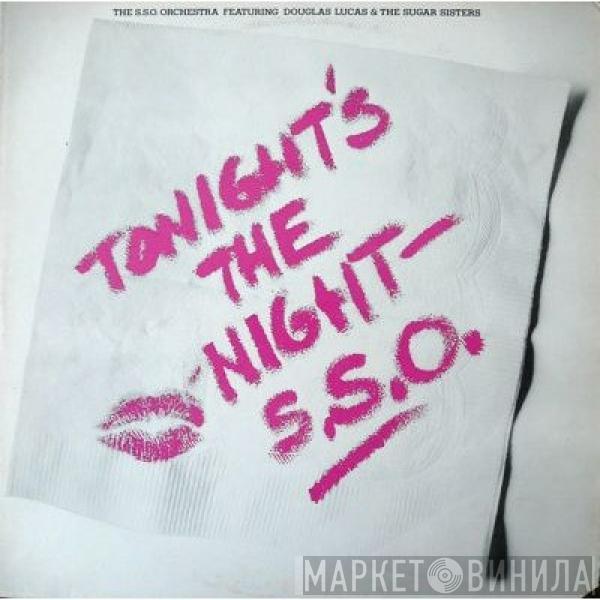 THE S.S.O. ORCHESTRA FEATURING DOUGLAS LUCAS & THE SUGAR SISTERS
TONIGHT'S
THE
NIGHT-
S.S.O.
МАРКЕТ ВИНИЛА